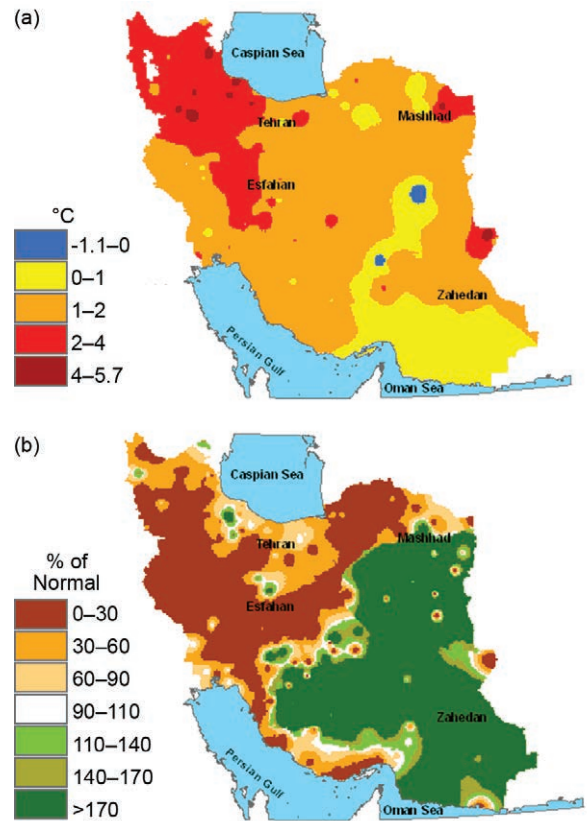 (a)
Caspian Sea
Tehran
Mashhad
Esfahan
°C
-1.1–0
0–1
1–2
2–4
4–5.7
Zahedan
Persian Gulf
Oman Sea
(b)
Caspian Sea
Tehran
Mashhad
% of
Normal
Esfahan
0–30
30–60
60–90
90–110
110–140
140–170
>170
Zahedan
Persian Gulf
Oman Sea